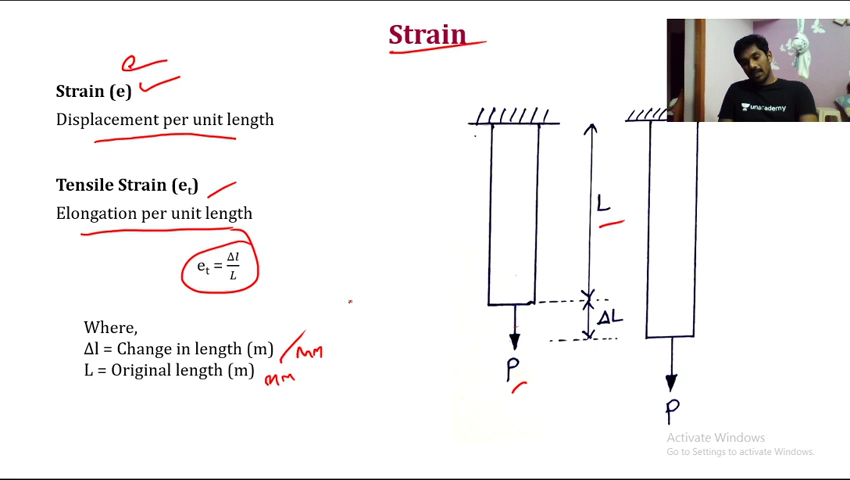 Strain
e
Strain (e)
Displacement per unit length
Tensile Strain (eₜ)
Elongation per unit length
eₜ = Δl/L
Where,
Δl = Change in length (m) / mm
L = Original length (m) mm
L
ΔL
P
P
unacademy
Activate Windows
Go to Settings to activate Windows.